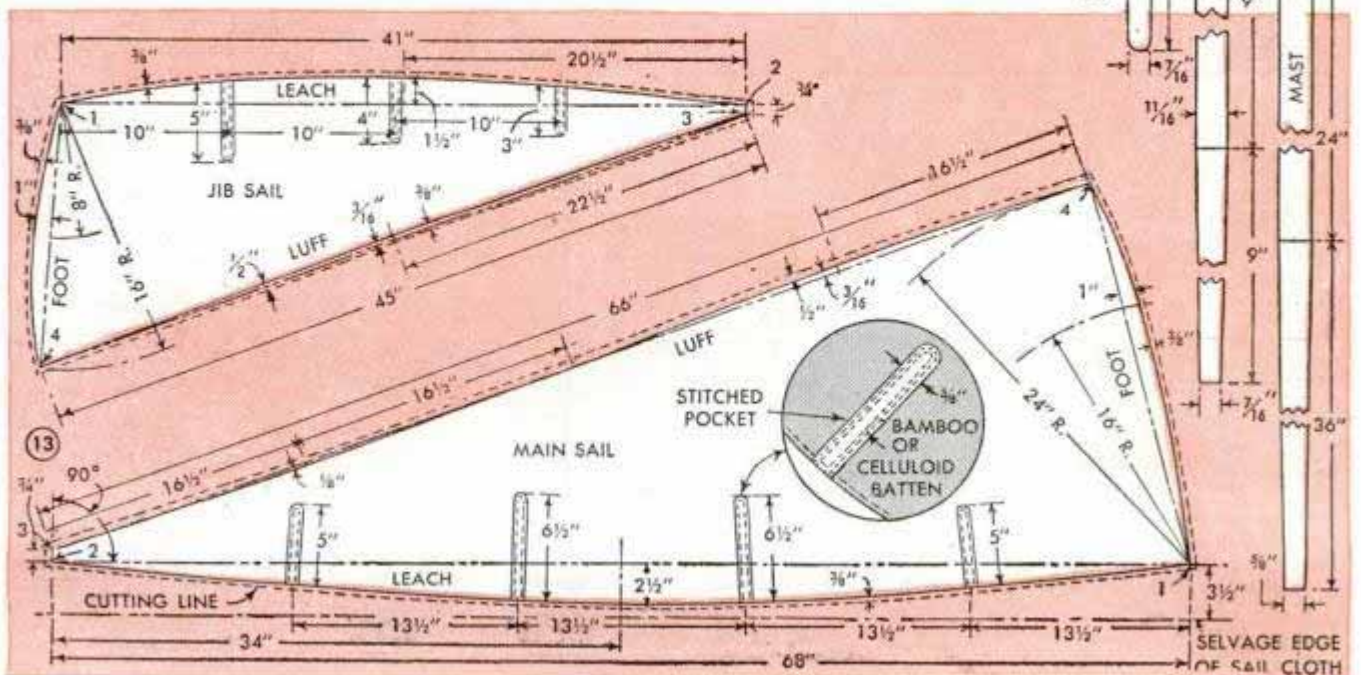 41"
20½"
⅜"
LEACH
2
¾"
1
10"
5"
10"
4"
1½"
10"
3"
3
⅜"
1"
8" R.
JIB SAIL
16" R.
FOOT
4
½"
LUFF
3/16"
⅜"
22½"
45"
66"
16½"
4
LUFF
½"
3/16"
1"
⅜"
FOOT
24" R.
16" R.
STITCHED
POCKET
⅝"
BAMBOO
OR
CELLULOID
BATTEN
MAIN SAIL
16½"
13
90°
16½"
¾"
3
2
5"
6½"
6½"
5"
LEACH
2½"
⅜"
1
3½"
CUTTING LINE
13½"
13½"
13½"
13½"
34"
68"
SELVAGE EDGE
OF SAIL CLOTH
7/16"
11/16"
MAST
24"
9"
7/16"
36"
⅝"